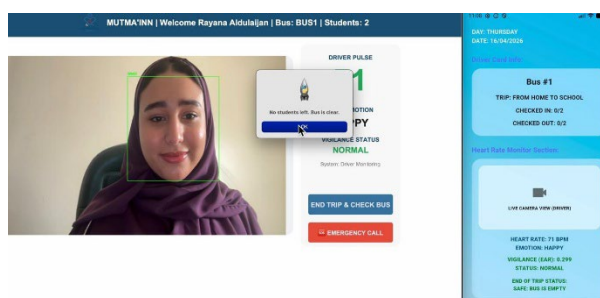 MUTMA'INN | Welcome Rayana Aldulaijan | Bus: BUS1 | Students: 2
DRIVER PULSE
No students left. Bus is clear.
OK
VIGILANCE STATUS
NORMAL
System: Driver Monitoring
END TRIP & CHECK BUS
EMERGENCY CALL
DAY: THURSDAY
DATE: 16/04/2026
Driver Card Info:
Bus #1
TRIP: FROM HOME TO SCHOOL
CHECKED IN: 0/2
CHECKED OUT: 0/2
Heart Rate Monitor Section:
LIVE CAMERA VIEW (DRIVER)
HEART RATE: 71 BPM
EMOTION: HAPPY
VIGILANCE (EAR): 0.299
STATUS: NORMAL
END OF TRIP STATUS:
SAFE: BUS IS EMPTY